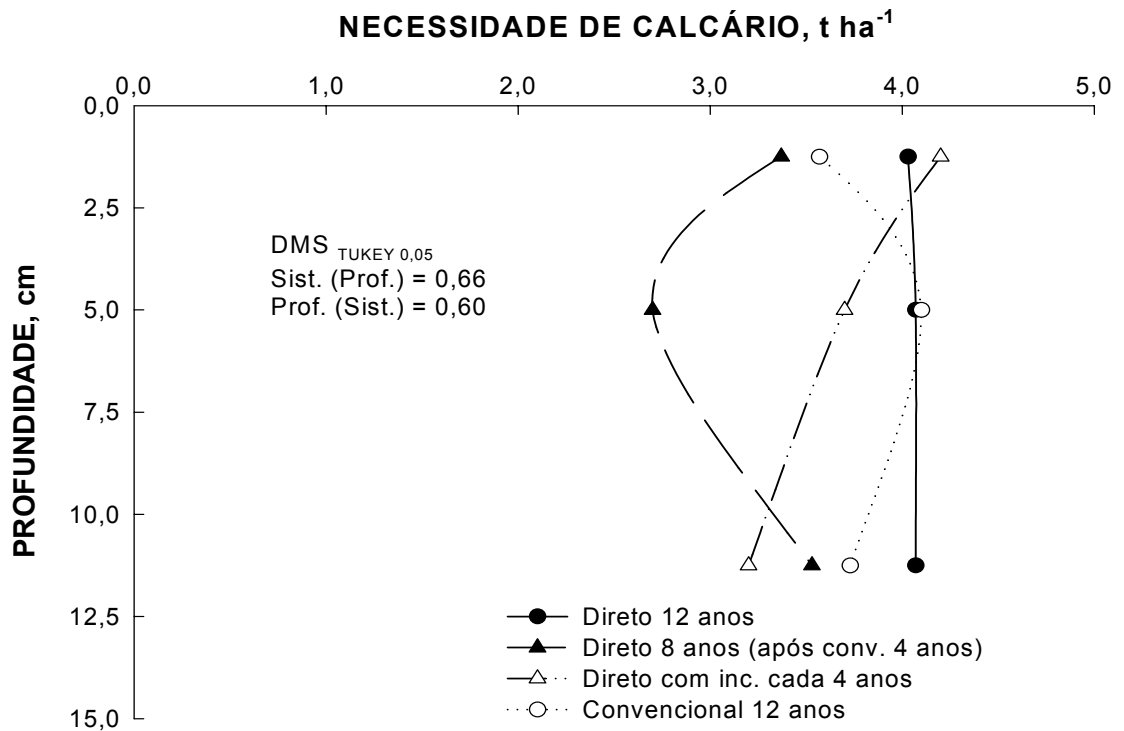 NECESSIDADE DE CALCÁRIO, t ha-1
0,0 1,0 2,0 3,0 4,0 5,0
0,0
2,5
5,0
7,5
10,0
12,5
15,0
PROFUNDIDADE, cm
DMS TUKEY 0,05
Sist. (Prof.) = 0,66
Prof. (Sist.) = 0,60
Direto 12 anos
Direto 8 anos (após conv. 4 anos)
Direto com inc. cada 4 anos
Convencional 12 anos